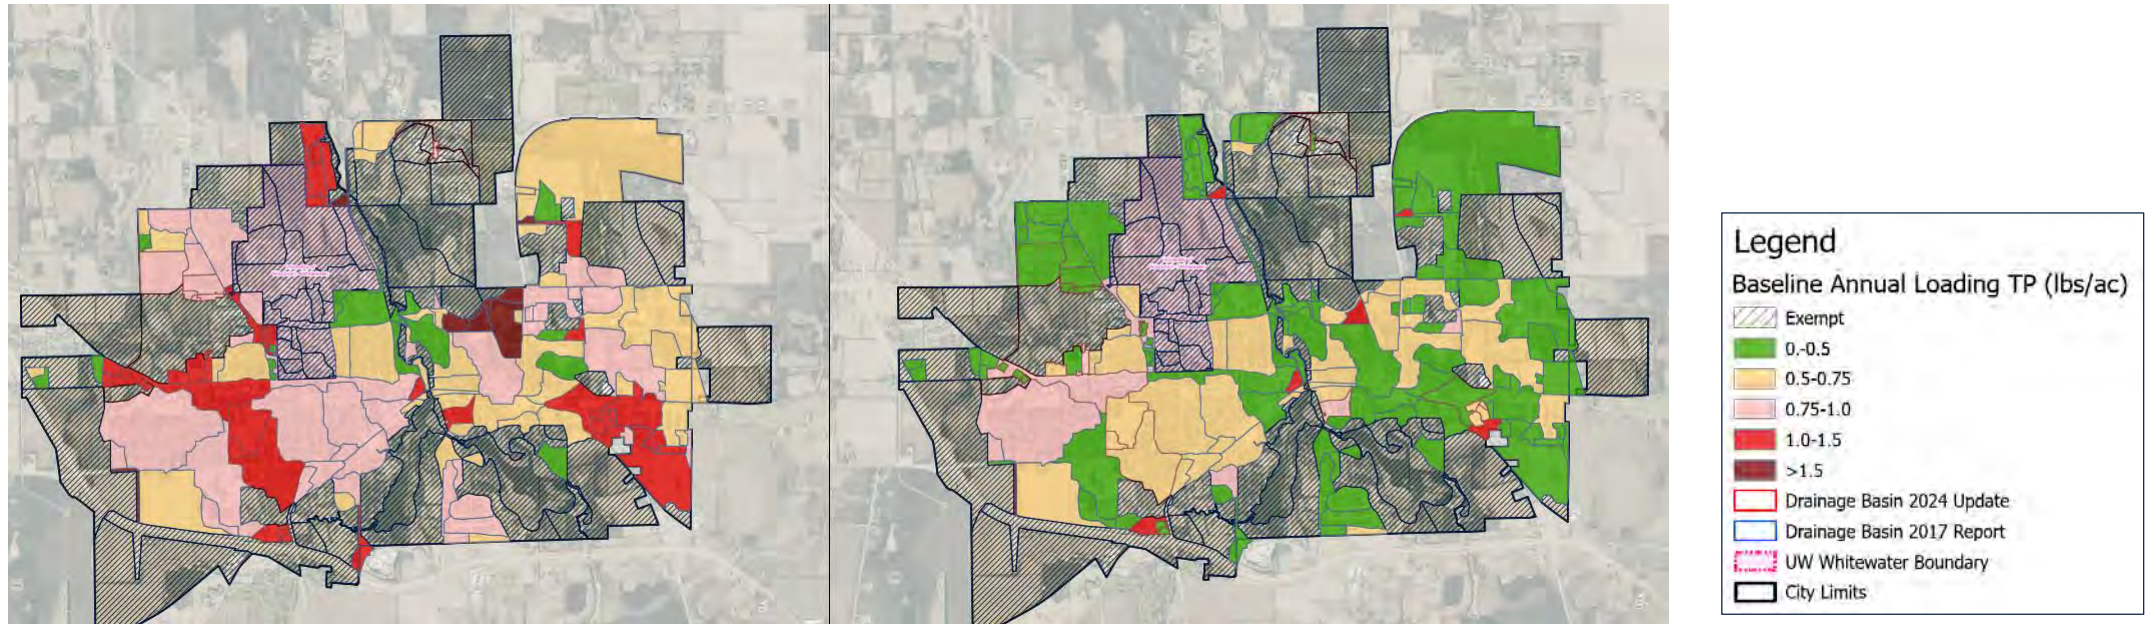 Legend
Baseline Annual Loading TP (lbs/ac)
Exempt
0.-0.5
0.5-0.75
0.75-1.0
1.0-1.5
>1.5
Drainage Basin 2024 Update
Drainage Basin 2017 Report
UW Whitewater Boundary
City Limits